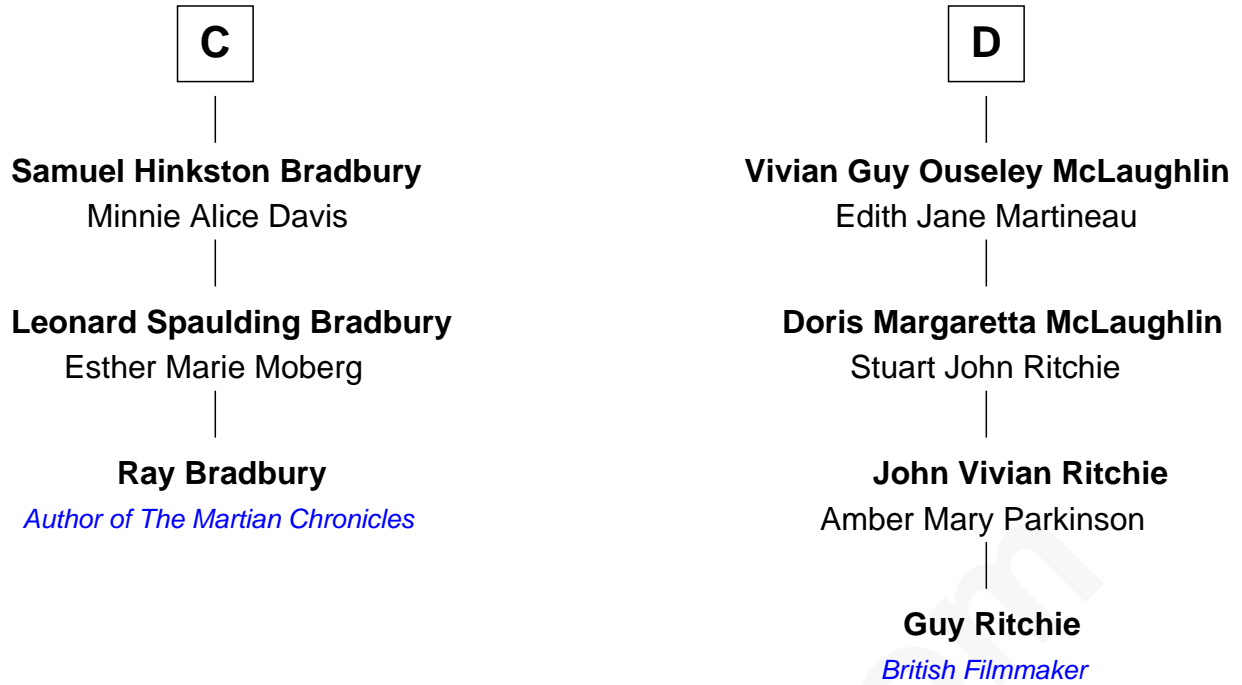 C
Samuel Hinkston Bradbury
Minnie Alice Davis
Leonard Spaulding Bradbury
Esther Marie Moberg
Ray Bradbury
Author of The Martian Chronicles
D
Vivian Guy Ouseley McLaughlin
Edith Jane Martineau
Doris Margaretta McLaughlin
Stuart John Ritchie
John Vivian Ritchie
Amber Mary Parkinson
Guy Ritchie
British Filmmaker